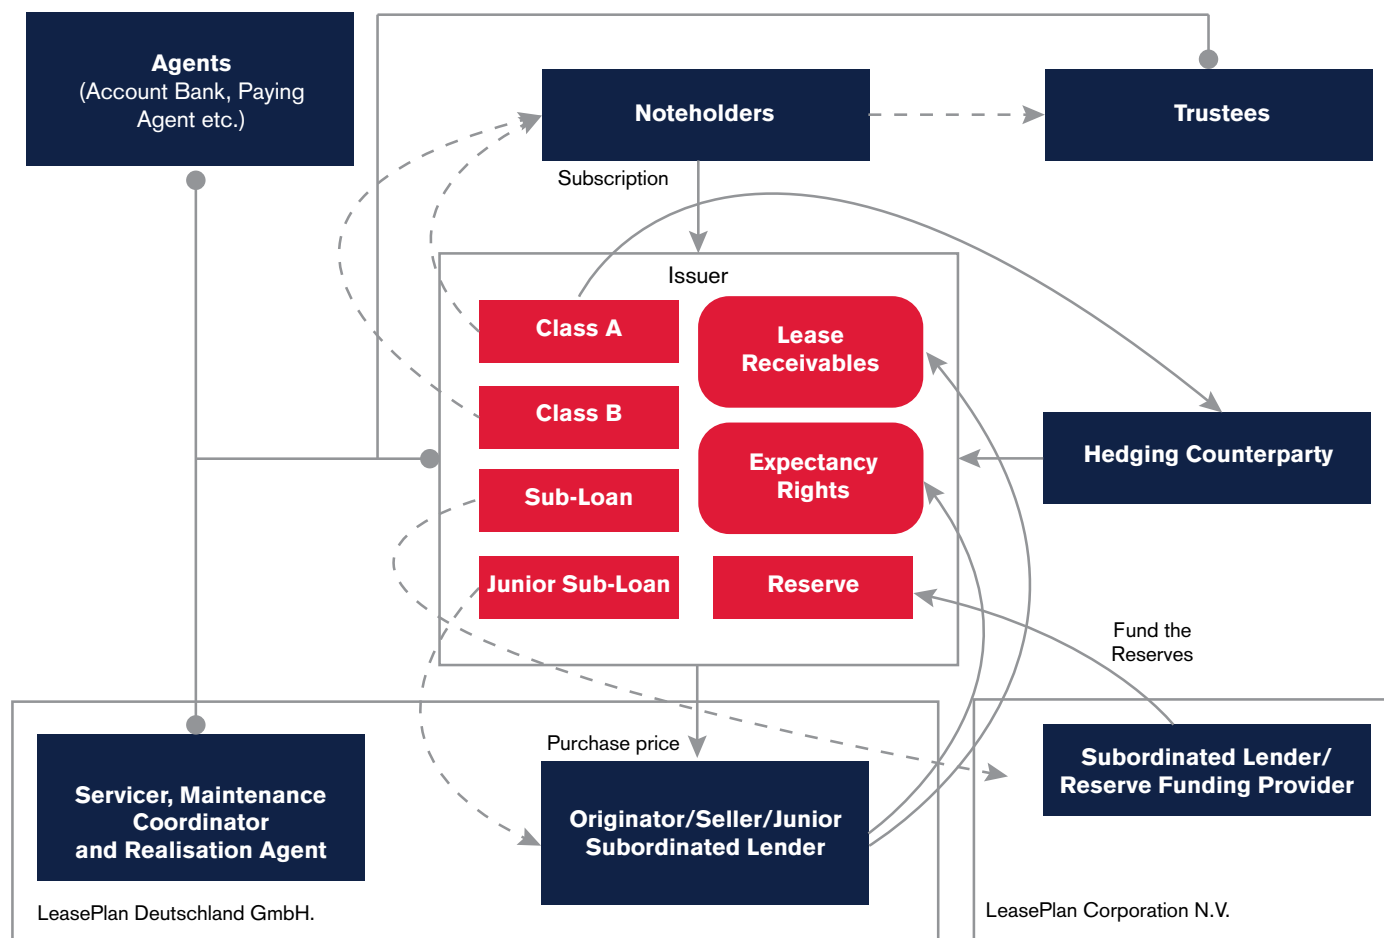 Agents
(Account Bank, Paying
Agent etc.)
Noteholders
Trustees
Subscription
Issuer
Class A
Lease
Receivables
Class B
Expectancy
Rights
Hedging Counterparty
Sub-Loan
Junior Sub-Loan
Reserve
Fund the
Reserves
Purchase price
Servicer, Maintenance
Coordinator
and Realisation Agent
Originator/Seller/Junior
Subordinated Lender
Subordinated Lender/
Reserve Funding Provider
LeasePlan Deutschland GmbH.
LeasePlan Corporation N.V.